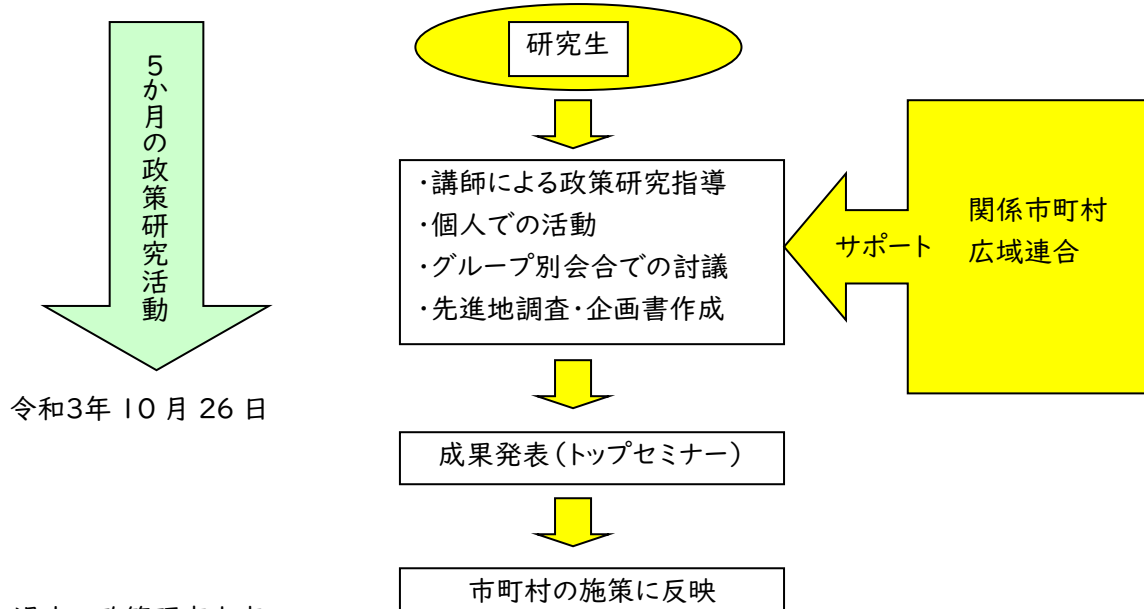 研究生
5か月の政策研究活動
・講師による政策研究指導
・個人での活動
・グループ別会合での討議
・先進地調査・企画書作成
サポート
関係市町村
広域連合
令和3年 10 月 26 日
成果発表(トップセミナー)
市町村の施策に反映